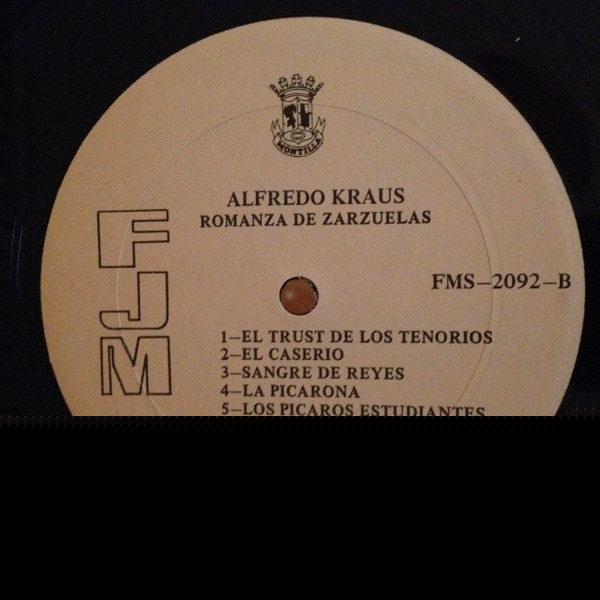 MONTILLA
ALFREDO KRAUS
ROMANZA DE ZARZUELAS
FJM
FMS-2092-B
1-EL TRUST DE LOS TENORIOS
2-EL CASERIO
3-SANGRE DE REYES
4-LA PICARONA
5-LOS PICAROS ESTUDIANTES